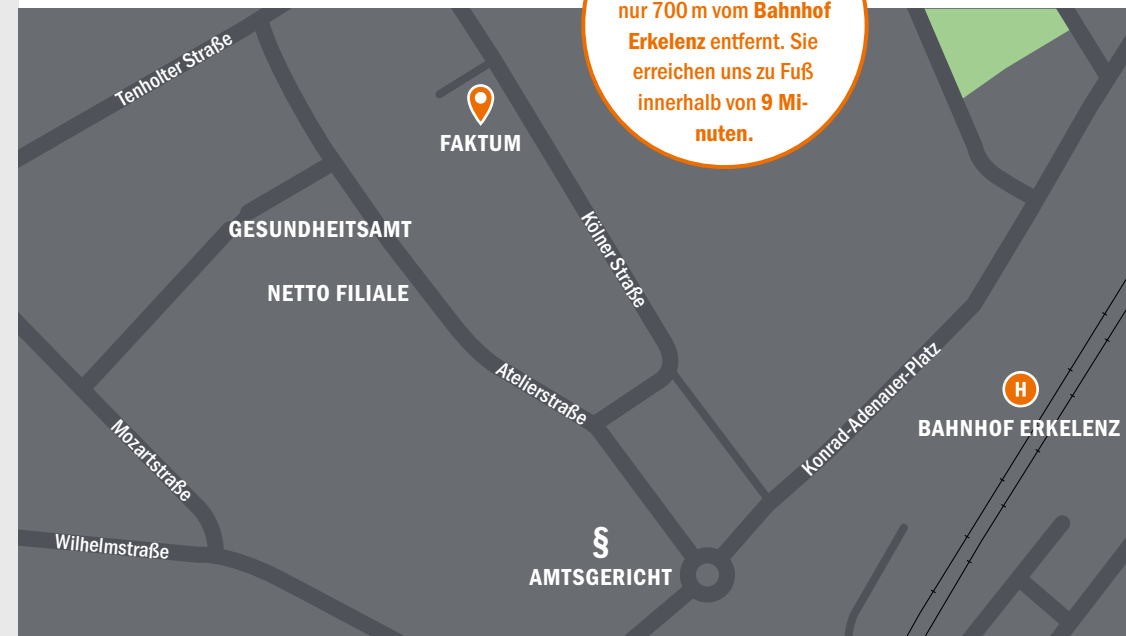 nur 700 m vom Bahnhof
Erkelenz entfernt. Sie
erreichen uns zu Fuß
innerhalb von 9 Mi-
nuten.
Tenholter Straße
FAKTUM
GESUNDHEITSAMT
Kölner Straße
NETTO FILIALE
Atelierstraße
Konrad-Adenauer-Platz
H
BAHNHOF ERKELENZ
Mozartstraße
Wilhelmstraße
§
AMTSGERICHT